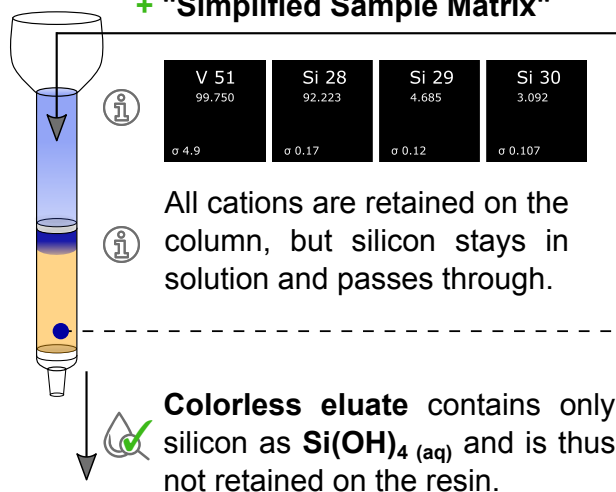 + "Simplified Sample Matrix"
V 51 Si 28 Si 29 Si 30
99.750 92.223 4.685 3.092
σ 4.9 σ 0.17 σ 0.12 σ 0.107
All cations are retained on the
column, but silicon stays in
solution and passes through.
Colorless eluate contains only
silicon as Si(OH)₄ ₍aq₎ and is thus
not retained on the resin.